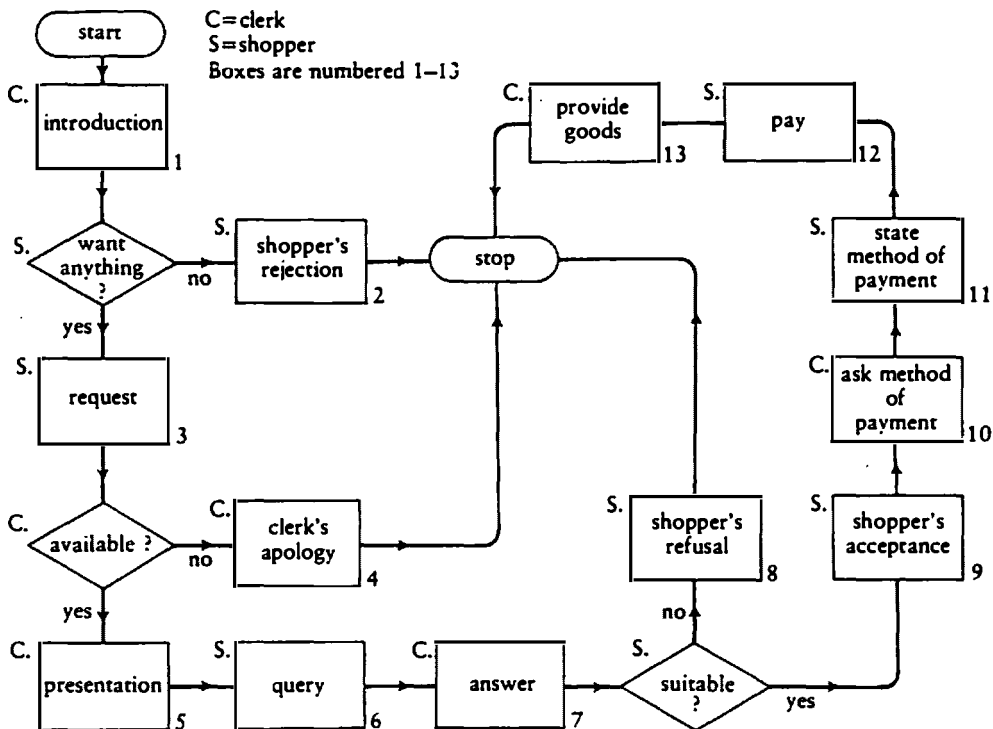 start
C=clerk
S=shopper
Boxes are numbered 1–13
C.
introduction
1
S.
want
anything
?
no
S.
shopper's
rejection
2
stop
C.
provide
goods
13
S.
pay
12
yes
S.
request
3
S.
state
method of
payment
11
C.
ask method
of
payment
10
C.
available ?
no
C.
clerk's
apology
4
S.
shopper's
refusal
8
S.
shopper's
acceptance
9
yes
no
C.
presentation
5
S.
query
6
C.
answer
7
S.
suitable
?
yes